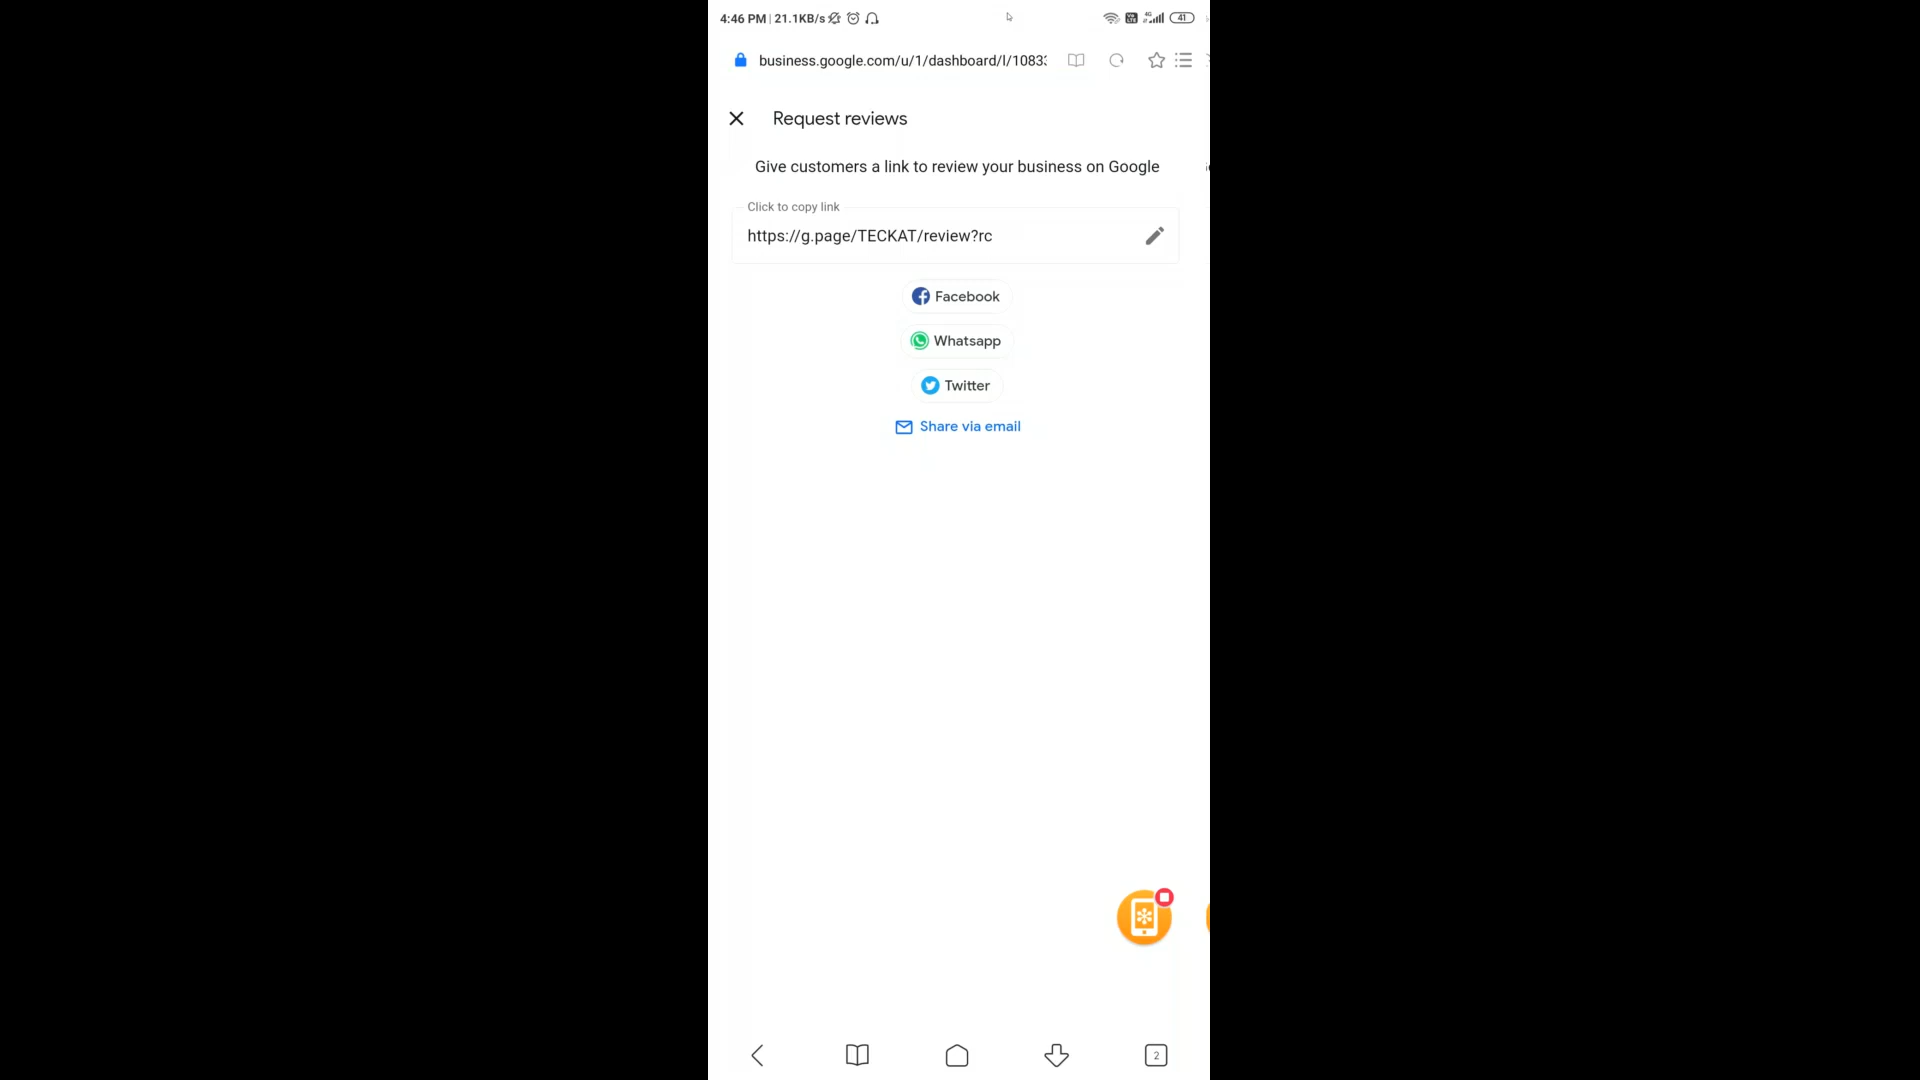 4:46 PM | 21.1KB/s 4G 41
business.google.com/u/1/dashboard/l/1083
Request reviews
Give customers a link to review your business on Google
Click to copy link
https://g.page/TECKAT/review?rc
Facebook
Whatsapp
Twitter
Share via email
2